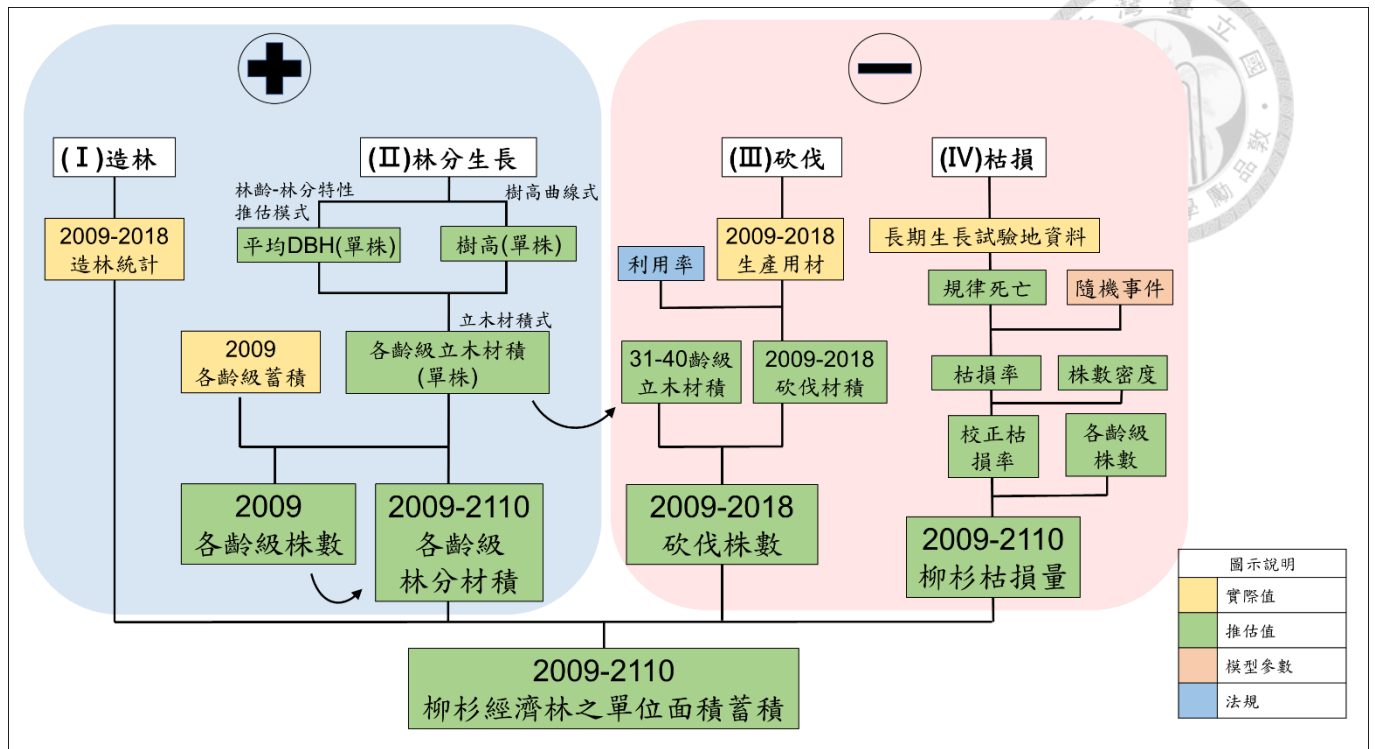 (Ⅰ)造林
2009-2018
造林統計
(Ⅱ)林分生長
林齡-林分特性
推估模式
樹高曲線式
平均DBH(單株)
樹高(單株)
立木材積式
2009
各齡級蓄積
各齡級立木材積
(單株)
2009
各齡級株數
2009-2110
各齡級
林分材積
(Ⅲ)砍伐
利用率
2009-2018
生產用材
31-40齡級
立木材積
2009-2018
砍伐材積
2009-2018
砍伐株數
(Ⅳ)枯損
長期生長試驗地資料
規律死亡
隨機事件
枯損率
株數密度
校正枯
損率
各齡級
株數
2009-2110
柳杉枯損量
2009-2110
柳杉經濟林之單位面積蓄積
圖示說明
實際值
推估值
模型參數
法規
灣臺立國
學勵品敦